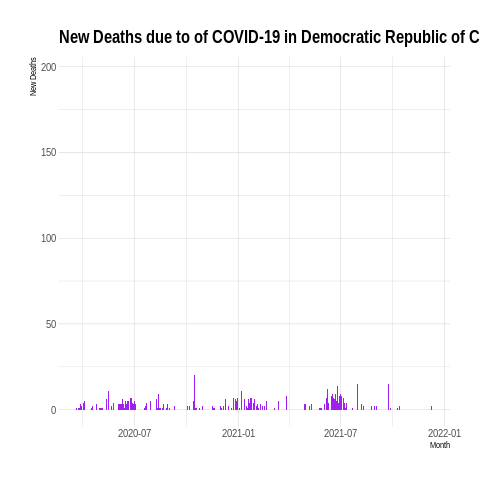 New Deaths due to of COVID-19 in Democratic Republic of C
New Deaths
200
150
100
50
0
2020-07 2021-01 2021-07 2022-01
Month